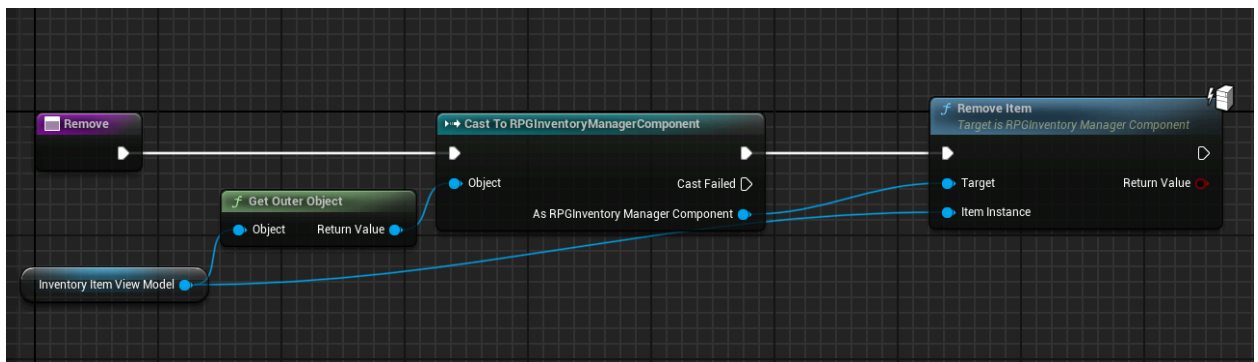 Remove
Cast To RPGInventoryManagerComponent
Object
Cast Failed
As RPGInventory Manager Component
f Remove Item
Target is RPGInventory Manager Component
Target
Return Value
Item Instance
f Get Outer Object
Object
Return Value
Inventory Item View Model